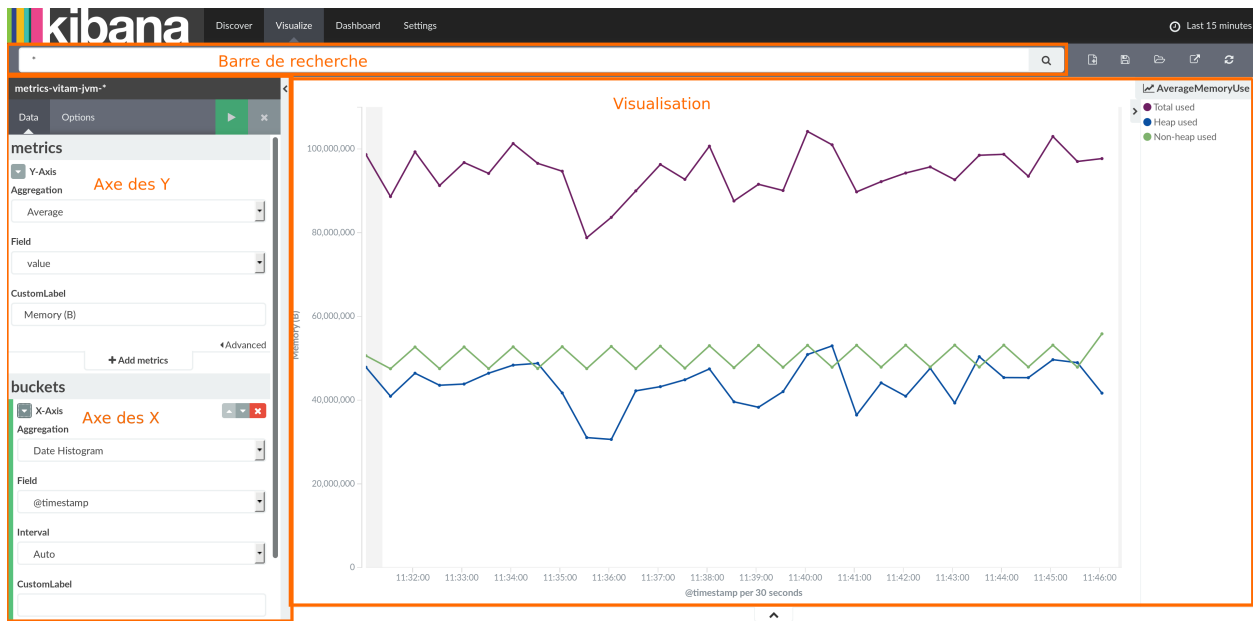 kibana
Discover Visualize Dashboard Settings Last 15 minutes
* Barre de recherche
metrics-vitam-jvm-*
Data Options
metrics
Y-Axis
Axe des Y
Aggregation
Average
Field
value
CustomLabel
Memory (B)
Advanced
Add metrics
buckets
X-Axis
Axe des X
Aggregation
Date Histogram
Field
@timestamp
Interval
Auto
CustomLabel
Visualisation
100,000,000
80,000,000
60,000,000
40,000,000
20,000,000
0
Memory (B)
11:32:00 11:33:00 11:34:00 11:35:00 11:36:00 11:37:00 11:38:00 11:39:00 11:40:00 11:41:00 11:42:00 11:43:00 11:44:00 11:45:00 11:46:00
@timestamp per 30 seconds
AverageMemoryUse
Total used
Heap used
Non-heap used